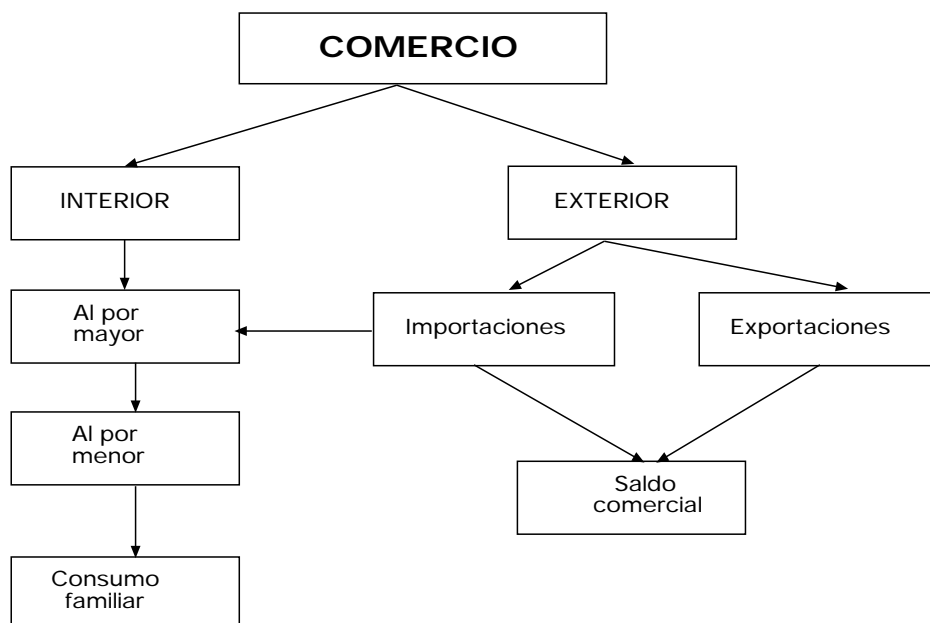 COMERCIO
INTERIOR
EXTERIOR
Al por
mayor
Importaciones
Exportaciones
Al por
menor
Saldo
comercial
Consumo
familiar